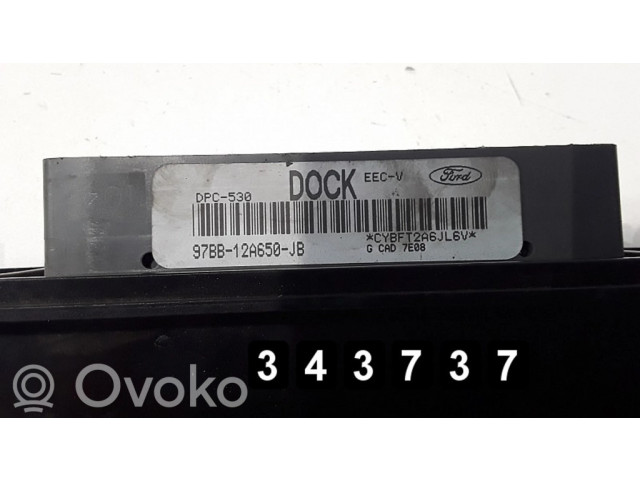 DPC-530 DOCK EEC-V Ford
97BB-12A650-JB *CYBFT2A6JL6V*
G CAD 7E08
343737
Ovoko